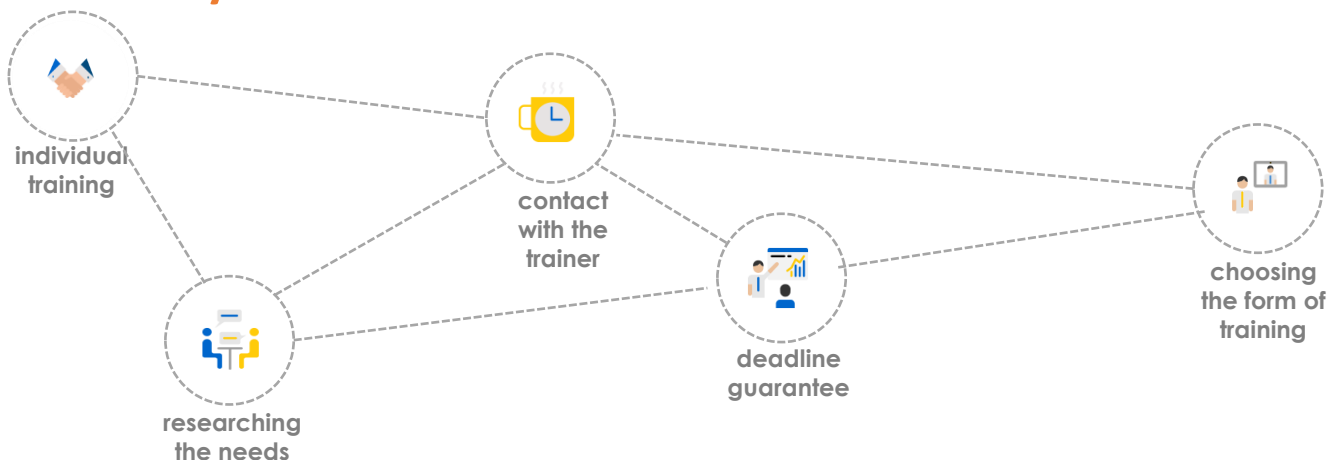 individual
training
contact
with the
trainer
choosing
the form of
training
deadline
guarantee
researching
the needs